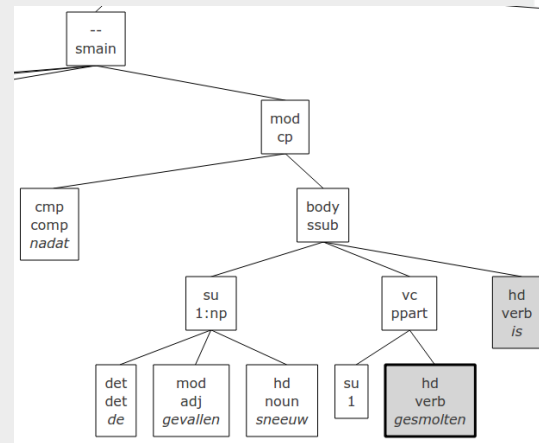 --
smain
mod
cp
cmp
comp
nadat
body
ssub
su
1:np
vc
ppart
hd
verb
is
det
det
de
mod
adj
gevallen
hd
noun
sneeuw
su
1
hd
verb
gesmolten